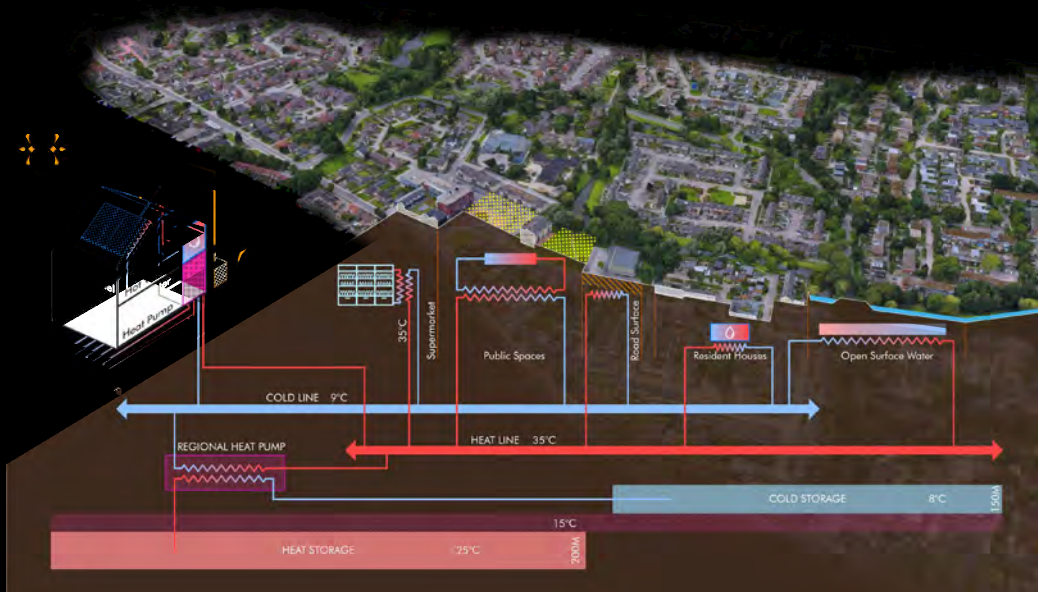 Heat Pump
35°C
Supermarket
Public Spaces
Road Surface
Resident Houses
Open Surface Water
COLD LINE 9°C
HEAT LINE 35°C
REGIONAL HEAT PUMP
COLD STORAGE 8°C
150M
15°C
HEAT STORAGE 25°C
200M